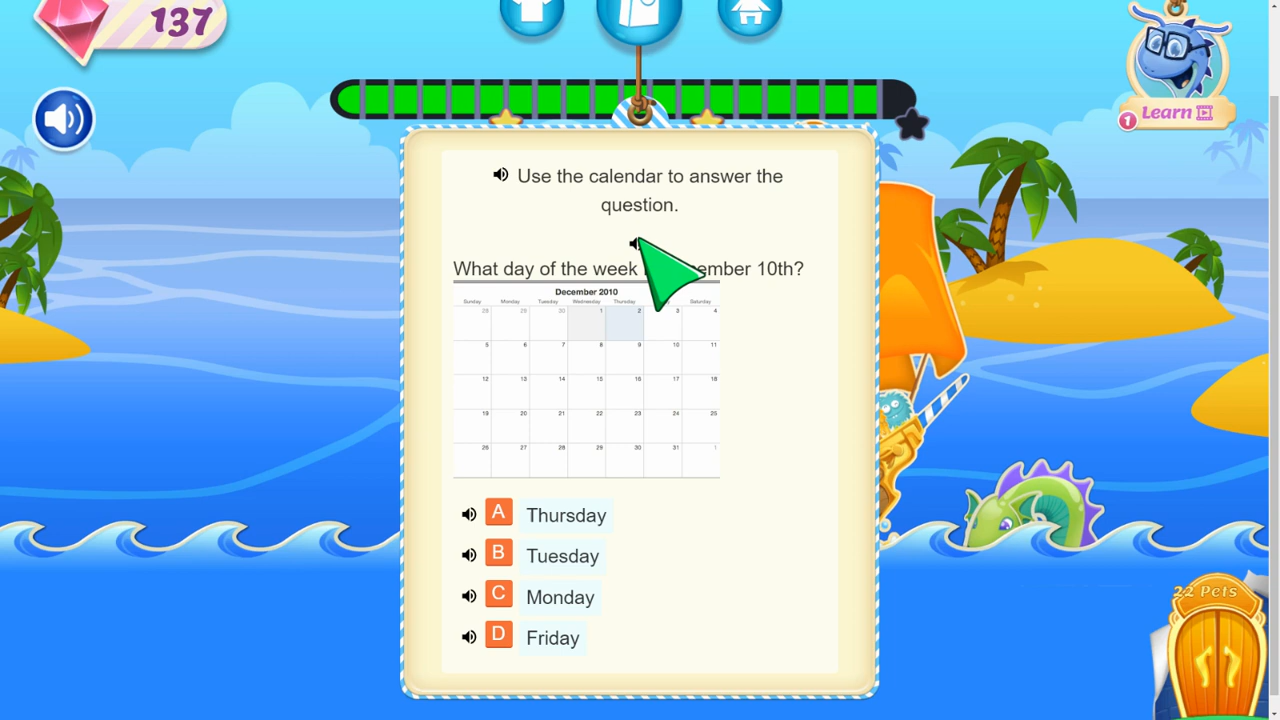 137
1 Learn
Use the calendar to answer the
question.
What day of the week 10th?
December 2010
Sunday Monday Tuesday Wednesday Thursday Saturday
28 29 30 1 2 3 4
5 6 7 8 9 10 11
12 13 14 15 16 17 18
19 20 21 22 23 24 25
26 27 28 29 30 31 1
A Thursday
B Tuesday
C Monday
D Friday
22 Pets